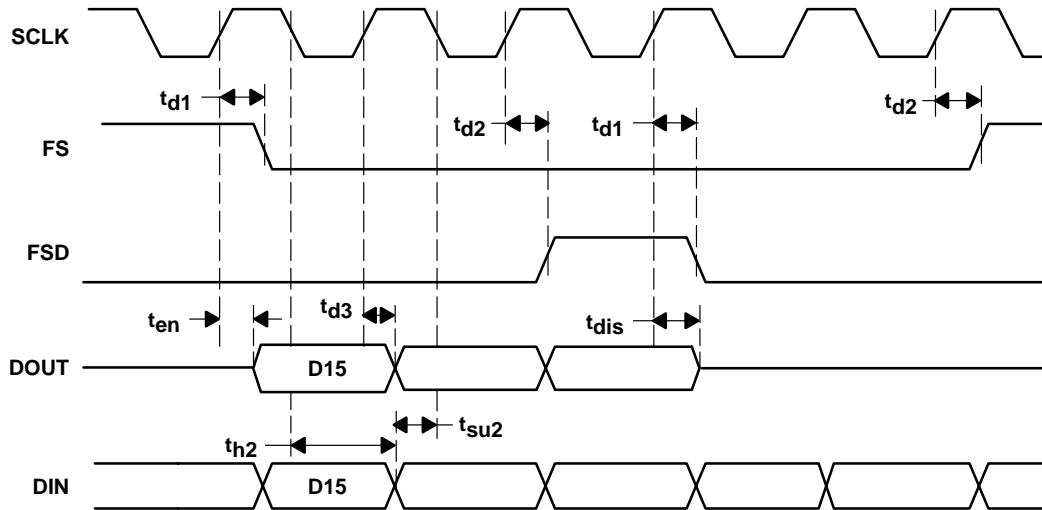 SCLK
td1
td2
td1
td2
FS
FSD
ten
td3
tdis
DOUT
D15
th2
tsu2
DIN
D15